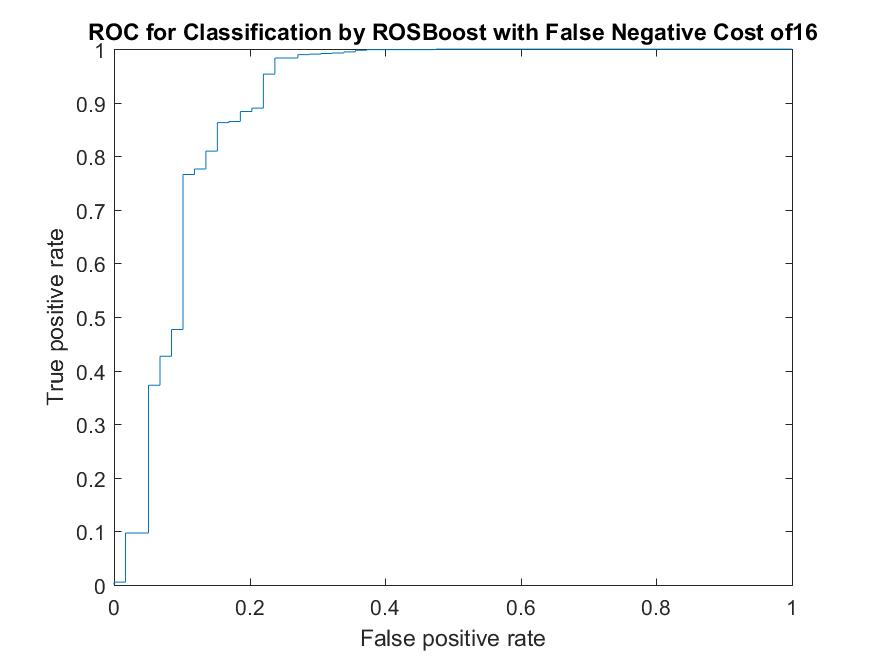 ROC for Classification by ROSBoost with False Negative Cost of16
1
0.9
0.8
0.7
0.6
0.5
0.4
0.3
0.2
0.1
0
True positive rate
0 0.2 0.4 0.6 0.8 1
False positive rate